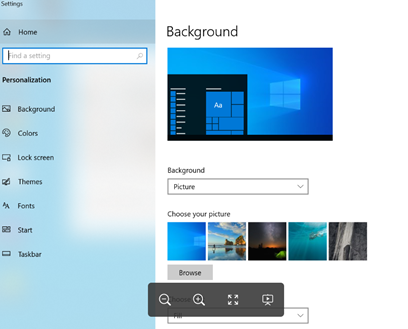 Settings
Home
Find a setting
Personalization
Background
Colors
Lock screen
Themes
Fonts
Start
Taskbar
Background
Aa
Background
Picture
Choose your picture
Browse
Fill